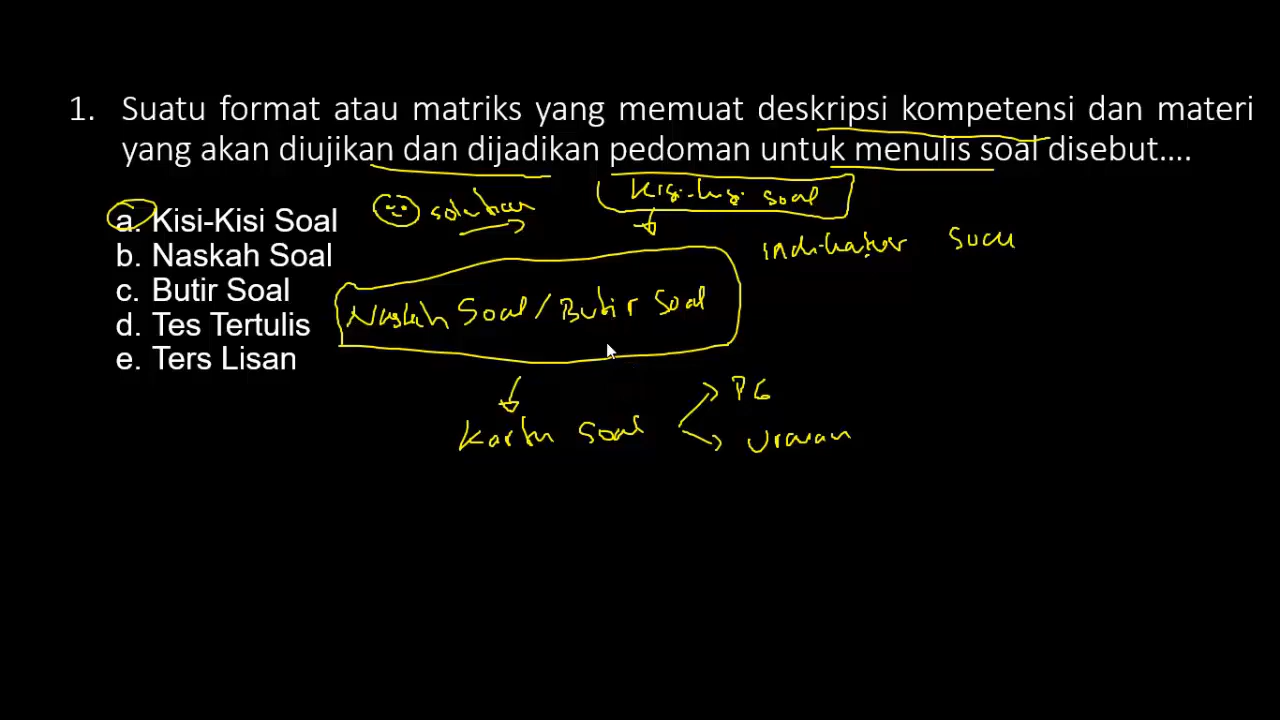 1. Suatu format atau matriks yang memuat deskripsi kompetensi dan materi
yang akan diujikan dan dijadikan pedoman untuk menulis soal disebut....
Kisi-kisi soal
solution
a. Kisi-Kisi Soal
indikator soal
b. Naskah Soal
c. Butir Soal
Naskah Soal/Butir Soal
d. Tes Tertulis
e. Ters Lisan
PG
Kartu soal
Uraian